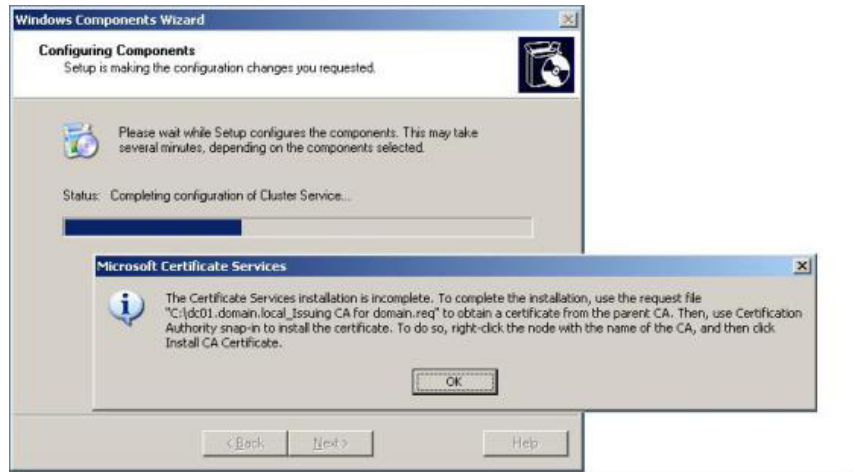 Windows Components Wizard
Configuring Components
Setup is making the configuration changes you requested.
Please wait while Setup configures the components. This may take
several minutes, depending on the components selected.
Status: Completing configuration of Cluster Service...
Microsoft Certificate Services
The Certificate Services installation is incomplete. To complete the installation, use the request file
"C:\dc01.domain.local_Issuing CA for domain.req" to obtain a certificate from the parent CA. Then, use Certification
Authority snap-in to install the certificate. To do so, right-click the node with the name of the CA, and then click
Install CA Certificate.
OK
< Back Next > Help